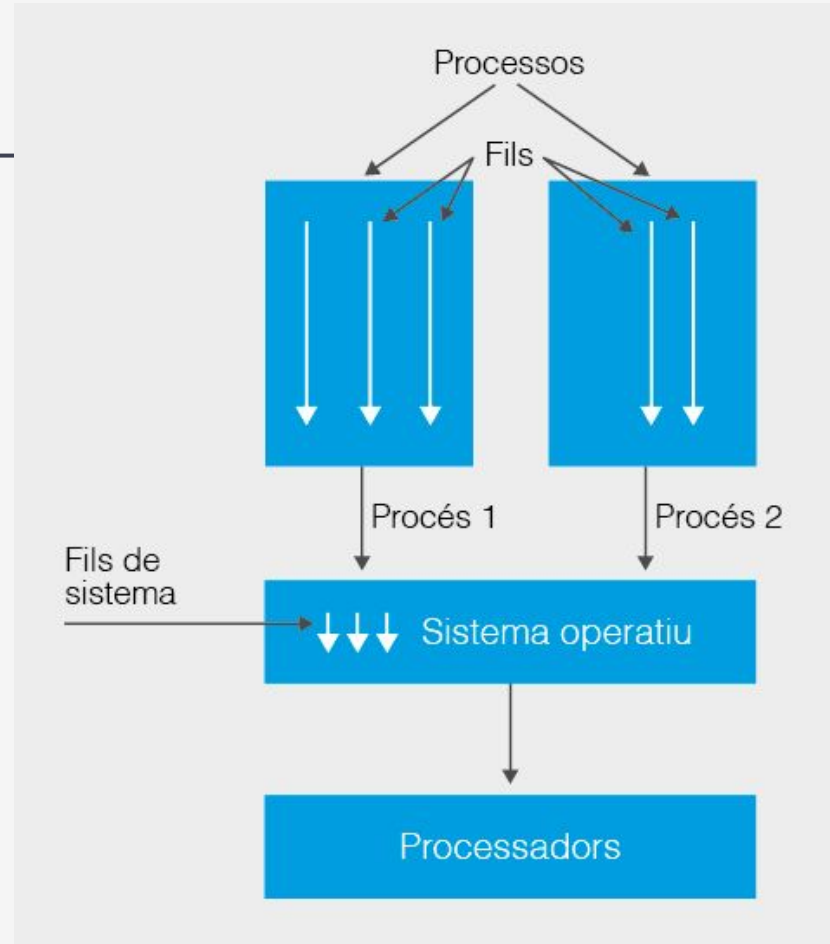 Processos
Fils
Procés 1
Procés 2
Fils de
sistema
Sistema operatiu
Processadors